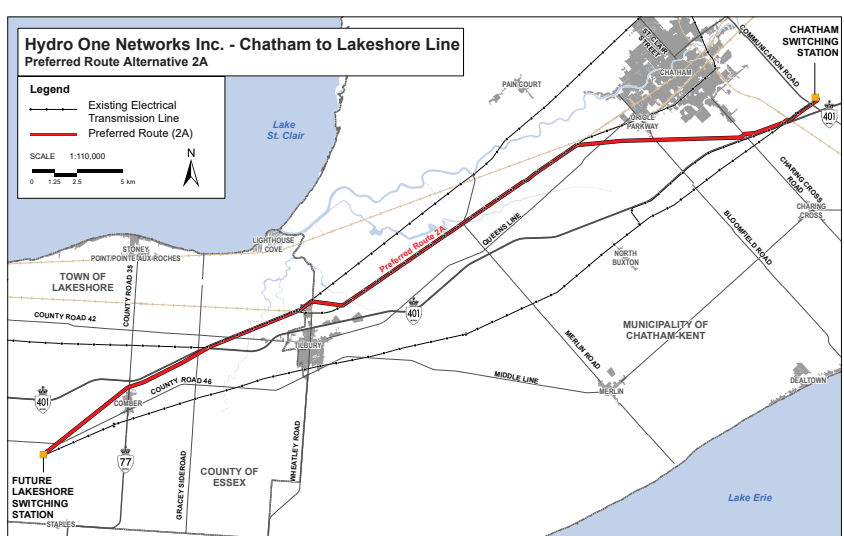 Hydro One Networks Inc. - Chatham to Lakeshore Line
Preferred Route Alternative 2A
Legend
Existing Electrical
Transmission Line
Preferred Route (2A)
SCALE 1:110,000
0 1.25 2.5 5 km
N
Lake
St. Clair
PAIN COURT
ST. CLAIR
STREET
CHATHAM
COMMUNICATION ROAD
CHATHAM
SWITCHING
STATION
401
ORIOLE
PARKWAY
CHARING CROSS
ROAD
CHARING
CROSS
BLOOMFIELD ROAD
QUEENS LINE
Preferred Route 2A
NORTH
BUXTON
LIGHTHOUSE
COVE
STONEY
POINT/POINTE-AUX-ROCHES
TOWN OF
LAKESHORE
COUNTY ROAD 35
COUNTY ROAD 42
401
TILBURY
MUNICIPALITY OF
CHATHAM-KENT
MERLIN ROAD
MIDDLE LINE
MERLIN
DEALTOWN
COUNTY ROAD 46
401
COMBER
77
WHEATLEY ROAD
GRACEY SIDEROAD
COUNTY OF
ESSEX
FUTURE
LAKESHORE
SWITCHING
STATION
STAPLES
Lake Erie